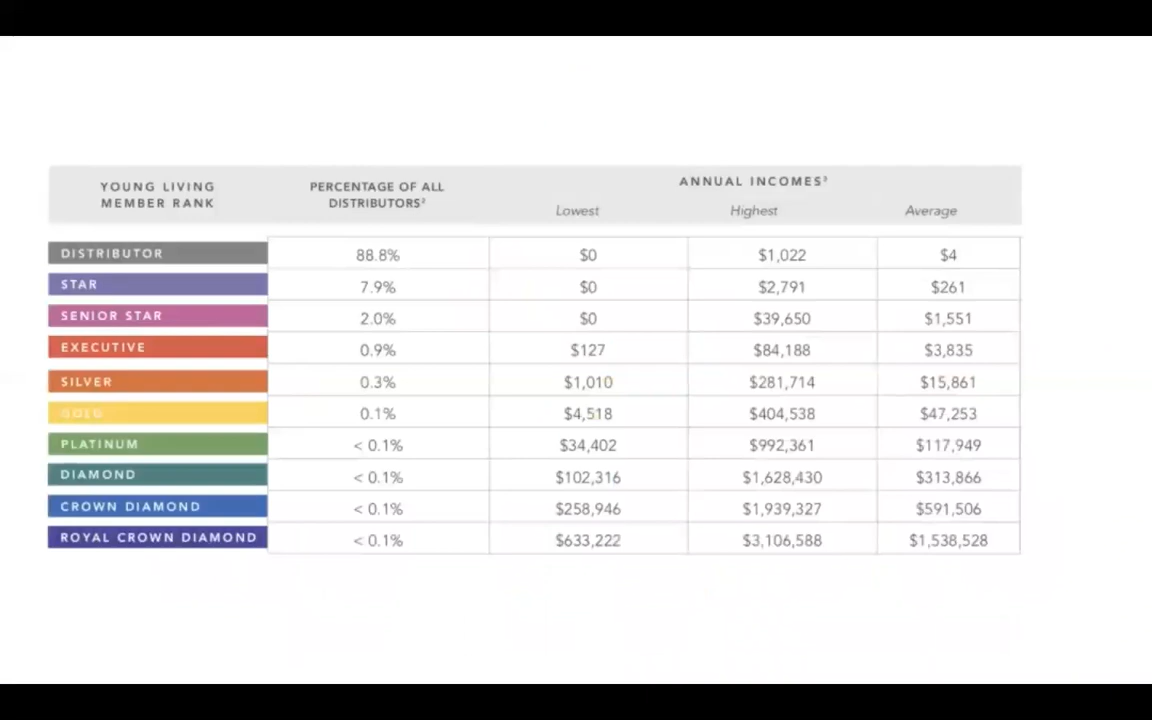 YOUNG LIVING
MEMBER RANK
PERCENTAGE OF ALL
DISTRIBUTORS²
ANNUAL INCOMES³
Lowest Highest Average
DISTRIBUTOR 88.8% $0 $1,022 $4
STAR 7.9% $0 $2,791 $261
SENIOR STAR 2.0% $0 $39,650 $1,551
EXECUTIVE 0.9% $127 $84,188 $3,835
SILVER 0.3% $1,010 $281,714 $15,861
GOLD 0.1% $4,518 $404,538 $47,253
PLATINUM < 0.1% $34,402 $992,361 $117,949
DIAMOND < 0.1% $102,316 $1,628,430 $313,866
CROWN DIAMOND < 0.1% $258,946 $1,939,327 $591,506
ROYAL CROWN DIAMOND < 0.1% $633,222 $3,106,588 $1,538,528